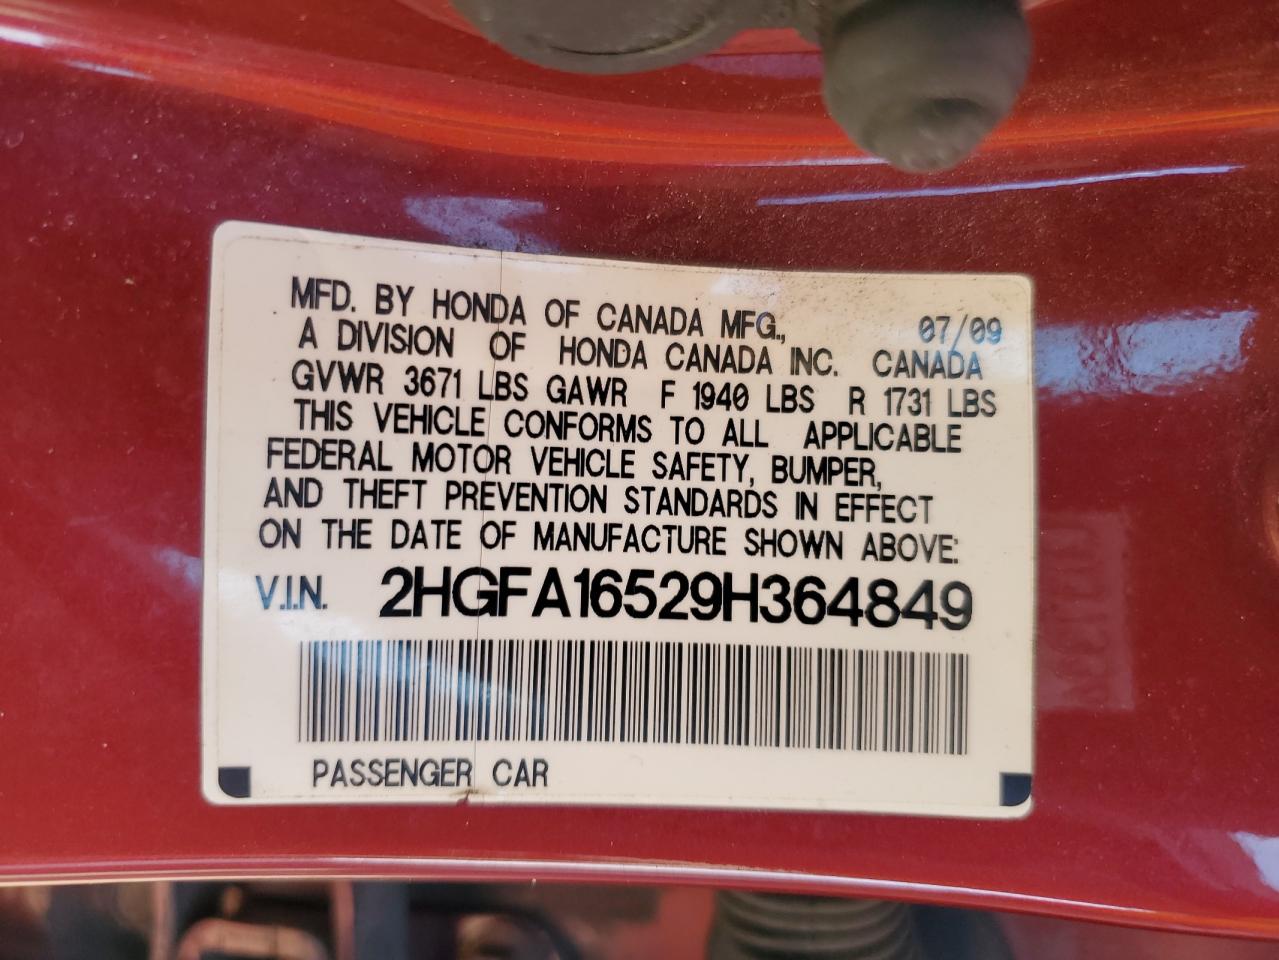 MFD. BY HONDA OF CANADA MFG., 07/09
A DIVISION OF HONDA CANADA INC. CANADA
GVWR 3671 LBS GAWR F 1940 LBS R 1731 LBS
THIS VEHICLE CONFORMS TO ALL APPLICABLE
FEDERAL MOTOR VEHICLE SAFETY, BUMPER,
AND THEFT PREVENTION STANDARDS IN EFFECT
ON THE DATE OF MANUFACTURE SHOWN ABOVE:
V.I.N. 2HGFA16529H364849
PASSENGER CAR